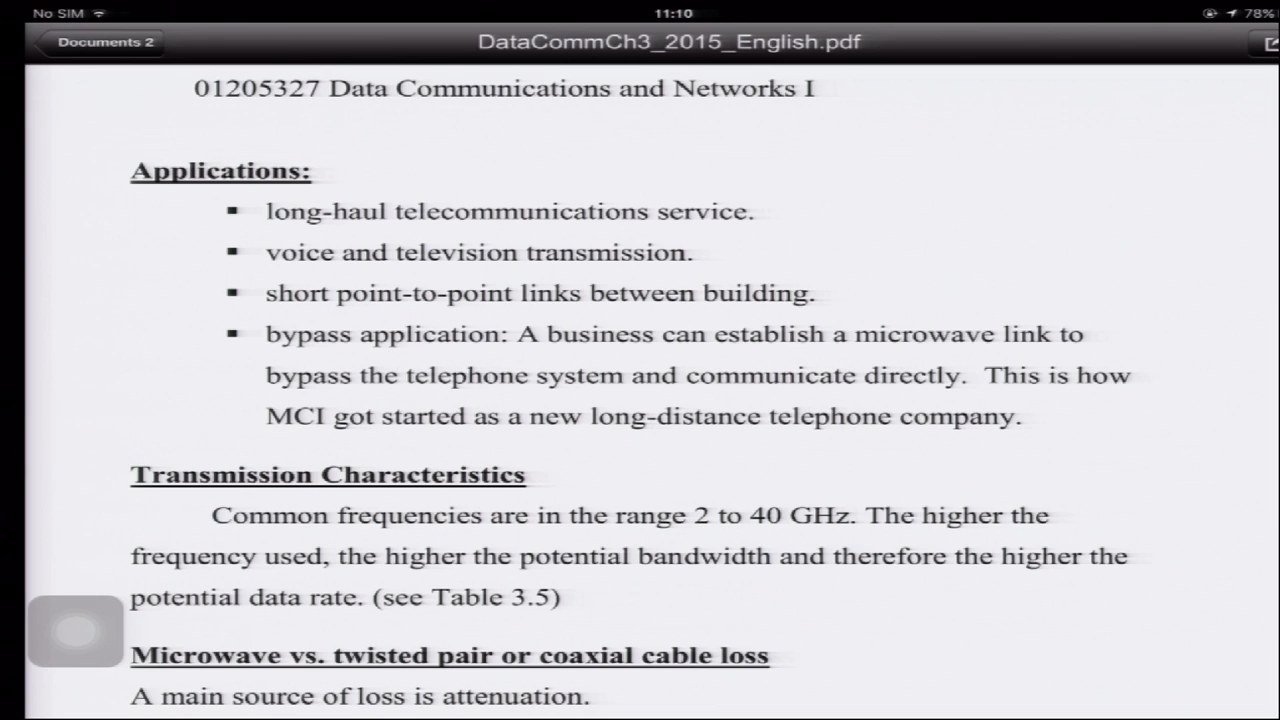 No SIM 11:10 78%
Documents 2 DataCommCh3_2015_English.pdf
01205327 Data Communications and Networks I
Applications:
▪ long-haul telecommunications service.
▪ voice and television transmission.
▪ short point-to-point links between building.
▪ bypass application: A business can establish a microwave link to
bypass the telephone system and communicate directly. This is how
MCI got started as a new long-distance telephone company.
Transmission Characteristics
Common frequencies are in the range 2 to 40 GHz. The higher the
frequency used, the higher the potential bandwidth and therefore the higher the
potential data rate. (see Table 3.5)
Microwave vs. twisted pair or coaxial cable loss
A main source of loss is attenuation.